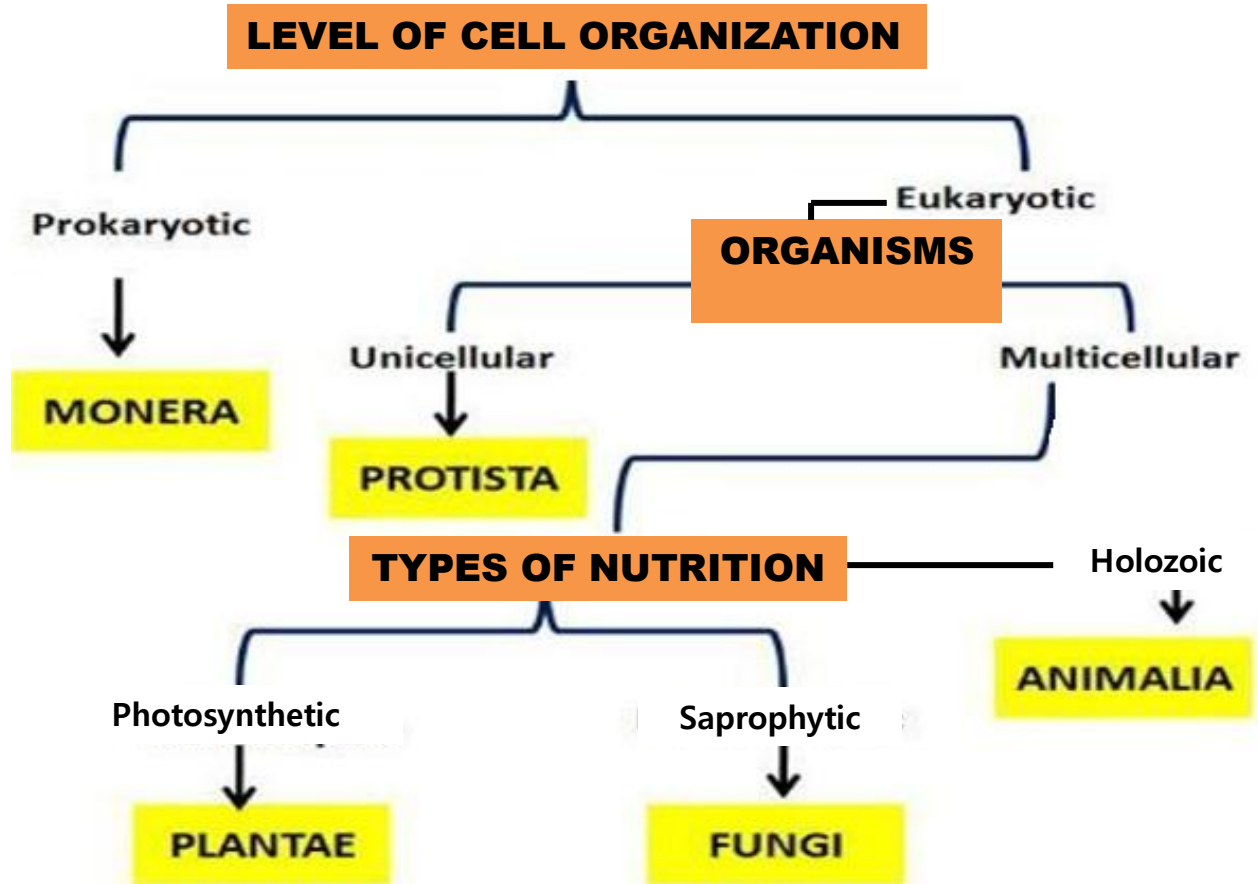 LEVEL OF CELL ORGANIZATION
Prokaryotic
Eukaryotic
ORGANISMS
Unicellular
Multicellular
MONERA
PROTISTA
TYPES OF NUTRITION
Holozoic
ANIMALIA
Photosynthetic
Saprophytic
PLANTAE
FUNGI